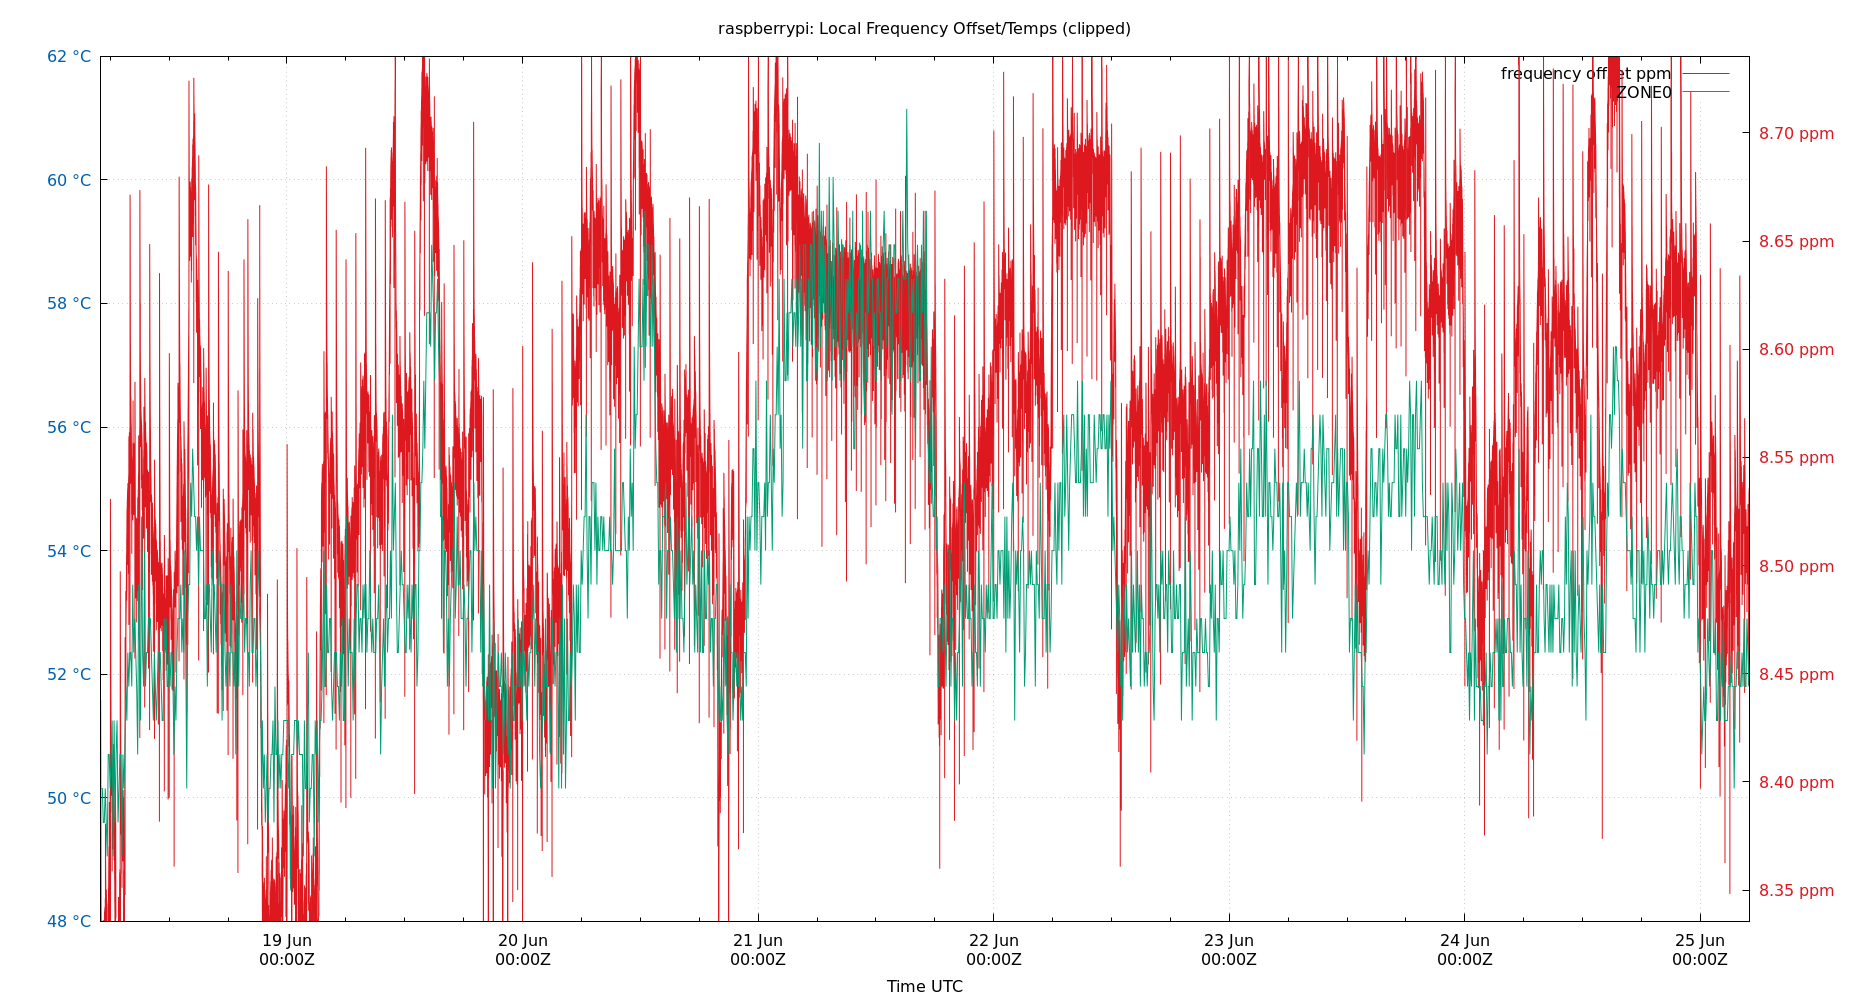 raspberrypi: Local Frequency Offset/Temps (clipped)
62 °C
60 °C
58 °C
56 °C
54 °C
52 °C
50 °C
48 °C
frequency offset ppm
ZONE0
8.70 ppm
8.65 ppm
8.60 ppm
8.55 ppm
8.50 ppm
8.45 ppm
8.40 ppm
8.35 ppm
19 Jun
00:00Z
20 Jun
00:00Z
21 Jun
00:00Z
22 Jun
00:00Z
23 Jun
00:00Z
24 Jun
00:00Z
25 Jun
00:00Z
Time UTC